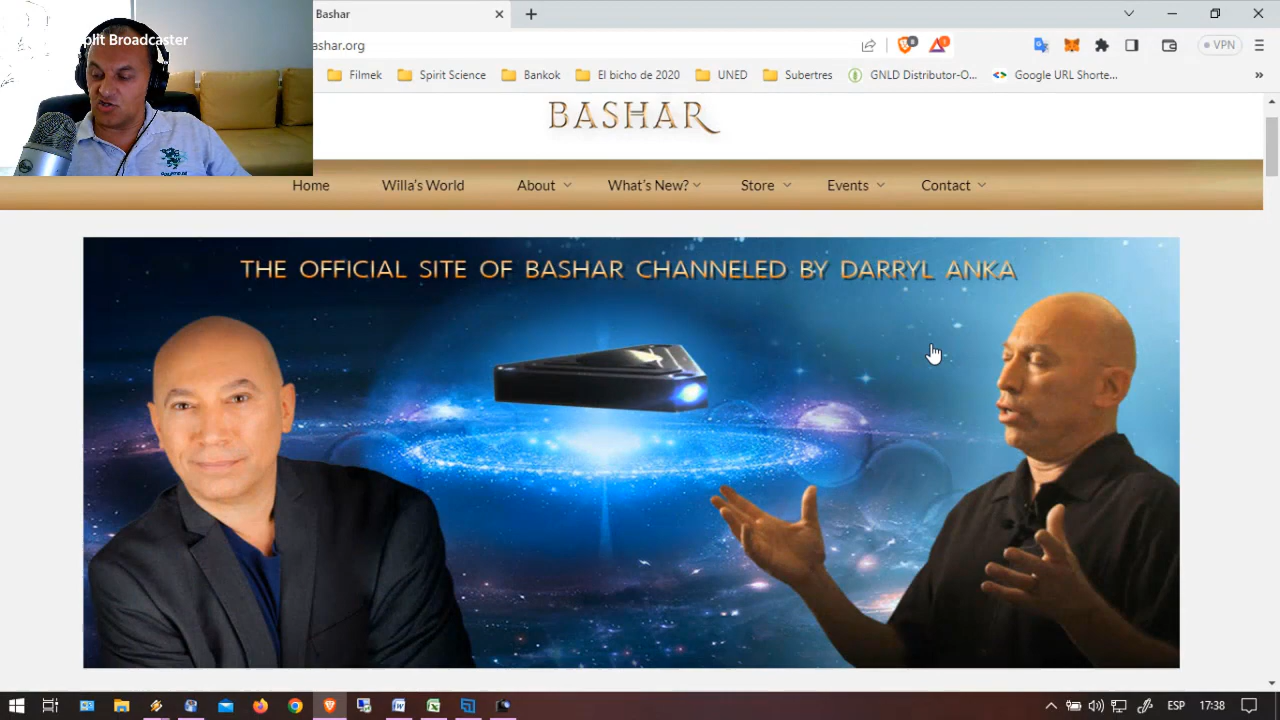 Split Broadcaster
Bashar
ashar.org
VPN
Filmek
Spirit Science
Bankok
El bicho de 2020
UNED
Subertres
GNLD Distributor-O...
Google URL Shorte...
»
BASHAR
Home
Willa's World
About
What's New?
Store
Events
Contact
THE OFFICIAL SITE OF BASHAR CHANNELED BY DARRYL ANKA
ESP
17:38